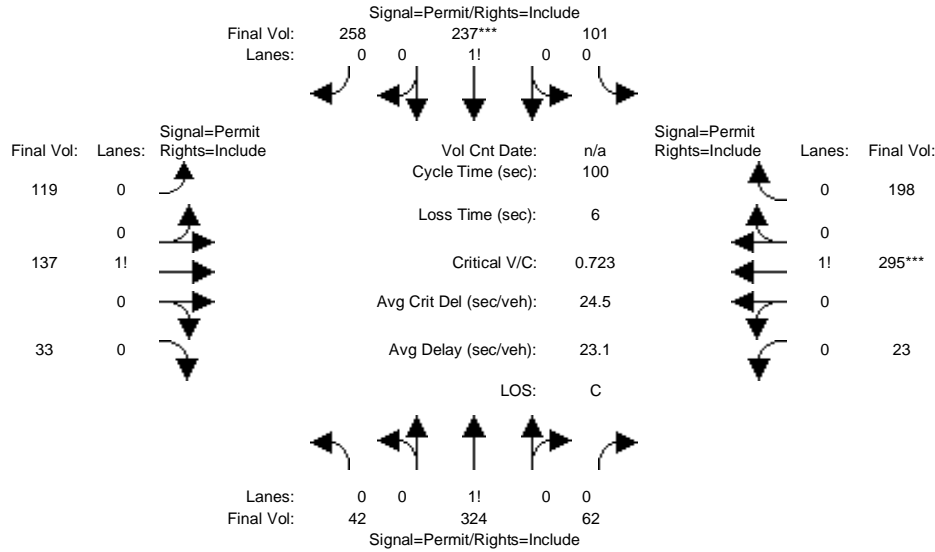 Signal=Permit/Rights=Include
Final Vol: 258 237*** 101
Lanes: 0 0 1! 0 0
Signal=Permit Signal=Permit
Final Vol: Lanes: Rights=Include Vol Cnt Date: n/a Rights=Include Lanes: Final Vol:
Cycle Time (sec): 100
119 0 0 198
Loss Time (sec): 6
0 0
137 1! Critical V/C: 0.723 1! 295***
0 Avg Crit Del (sec/veh): 24.5 0
33 0 Avg Delay (sec/veh): 23.1 0 23
LOS: C
Lanes: 0 0 1! 0 0
Final Vol: 42 324 62
Signal=Permit/Rights=Include